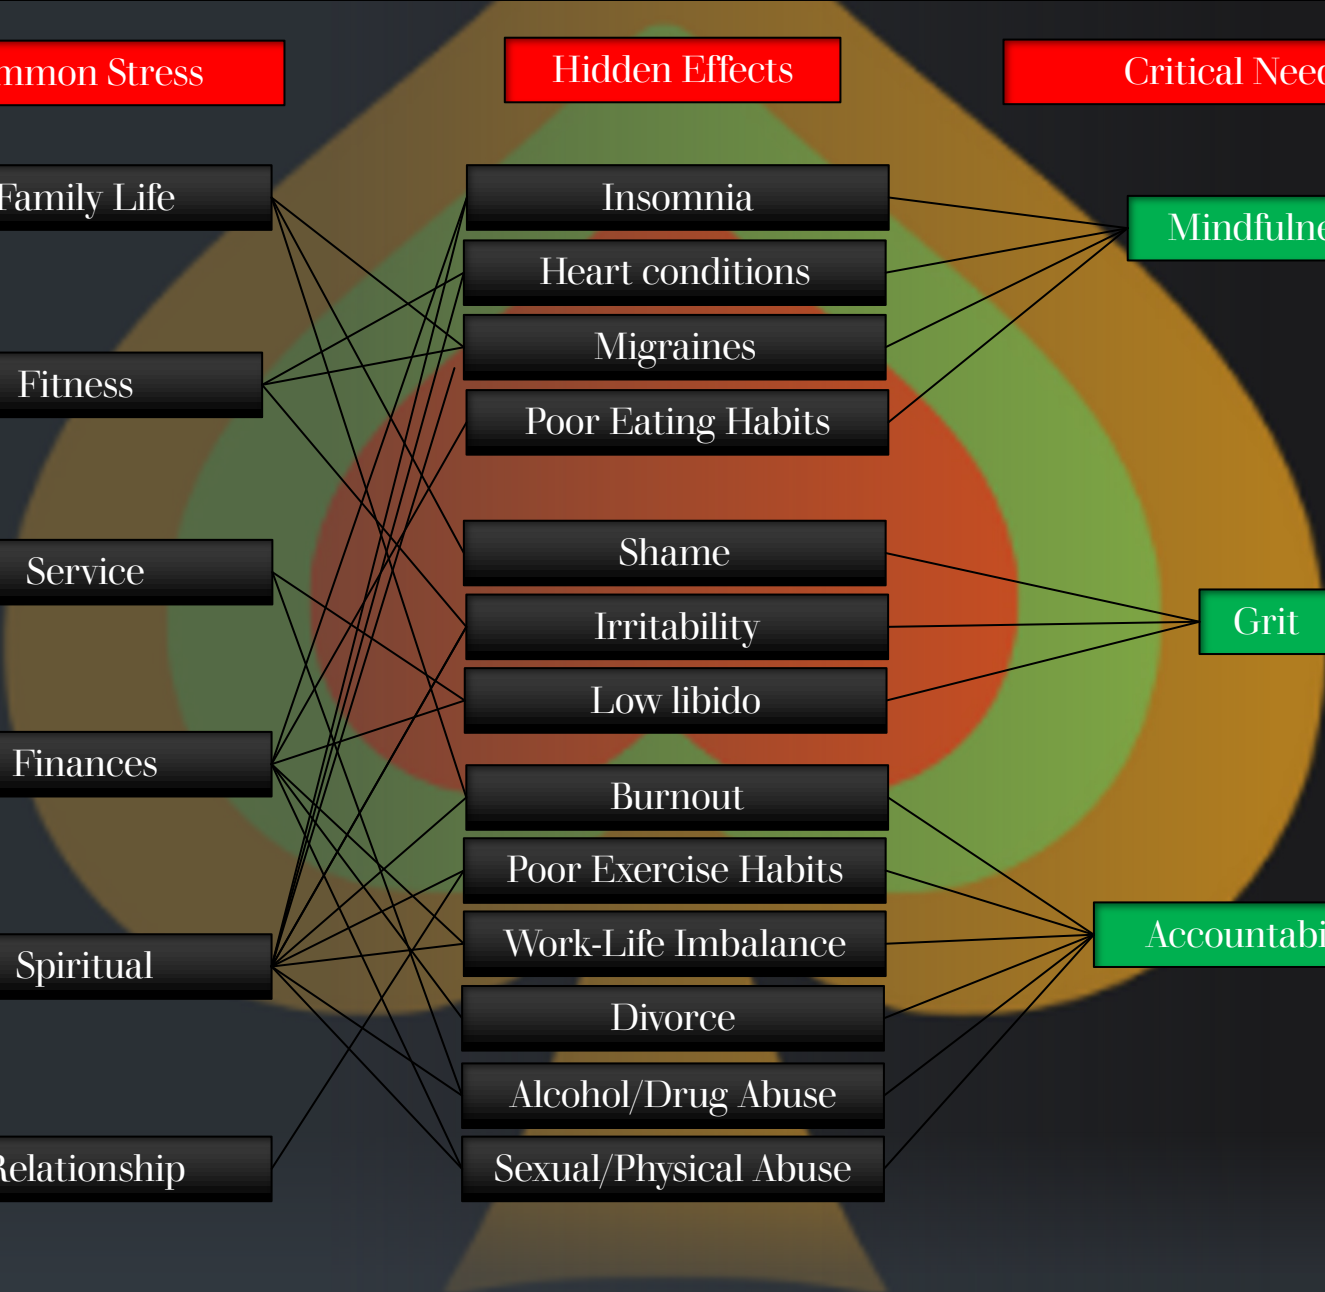 mmon Stress
Hidden Effects
Critical Need
Family Life
Fitness
Service
Finances
Spiritual
Relationship
Insomnia
Heart conditions
Migraines
Poor Eating Habits
Shame
Irritability
Low libido
Burnout
Poor Exercise Habits
Work-Life Imbalance
Divorce
Alcohol/Drug Abuse
Sexual/Physical Abuse
Mindfulne
Grit
Accountabi